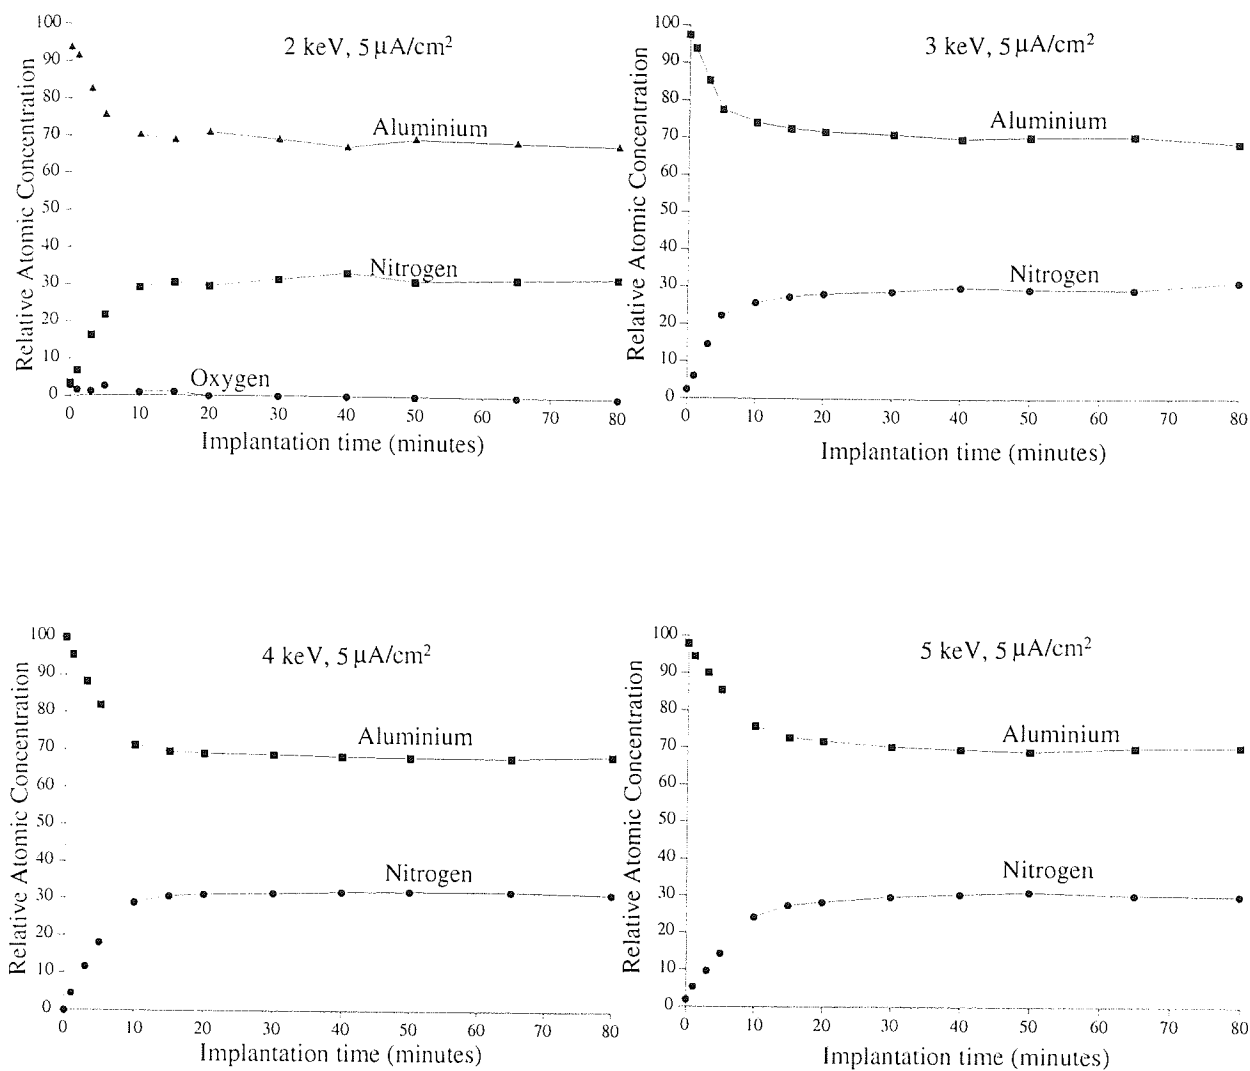 2 keV, 5 μA/cm²
Relative Atomic Concentration
100
90
80
70
60
50
40
30
20
10
0
Aluminium
Nitrogen
Oxygen
0 10 20 30 40 50 60 70 80
Implantation time (minutes)
3 keV, 5 μA/cm²
Relative Atomic Concentration
100
90
80
70
60
50
40
30
20
10
0
Aluminium
Nitrogen
0 10 20 30 40 50 60 70 80
Implantation time (minutes)
4 keV, 5 μA/cm²
Relative Atomic Concentration
100
90
80
70
60
50
40
30
20
10
0
Aluminium
Nitrogen
0 10 20 30 40 50 60 70 80
Implantation time (minutes)
5 keV, 5 μA/cm²
Relative Atomic Concentration
100
90
80
70
60
50
40
30
20
10
0
Aluminium
Nitrogen
0 10 20 30 40 50 60 70 80
Implantation time (minutes)